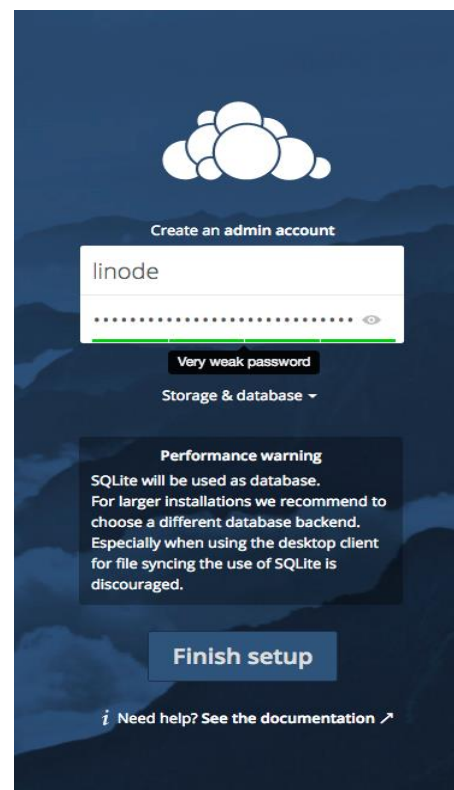 Create an admin account
linode
Very weak password
Storage & database
Performance warning
SQLite will be used as database.
For larger installations we recommend to
choose a different database backend.
Especially when using the desktop client
for file syncing the use of SQLite is
discouraged.
Finish setup
i Need help? See the documentation ↗